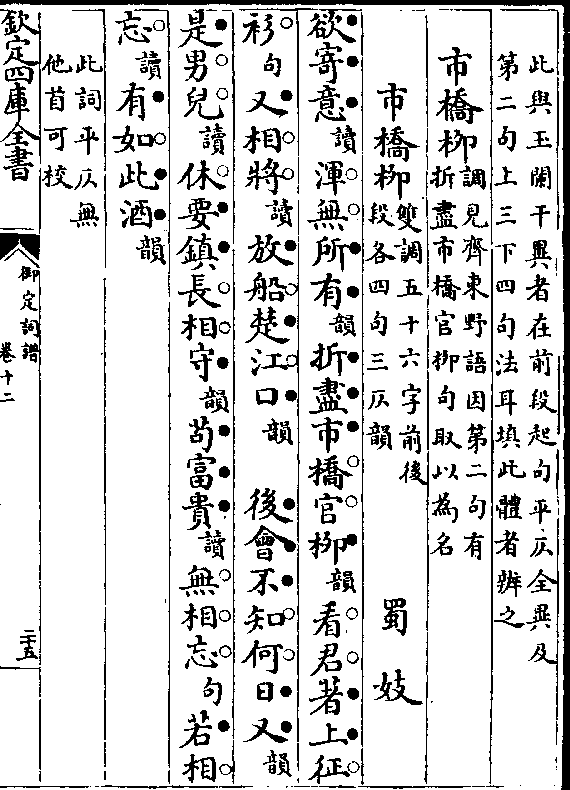 此與玉闌干異者在前段起句平仄全異及
第二句上三下四句法耳填此體者辨之
市橋柳
調見齊東野語因第二句有
折盡市橋官柳句取以為名
市橋柳
雙調五十六字前後
段各四句三仄韻
蜀妓
欲寄意讀渾無所有韻折盡市橋官柳韻看君著上征
衫句又相將讀放船楚江口韻 後會不知何日又韻
是男兒讀休要鎮長相守韻苟富貴讀無相忘句若相
忘讀有如此酒韻
此詞平仄無
他首可校
欽定四庫全書
御定詞譜
卷十二
二十五